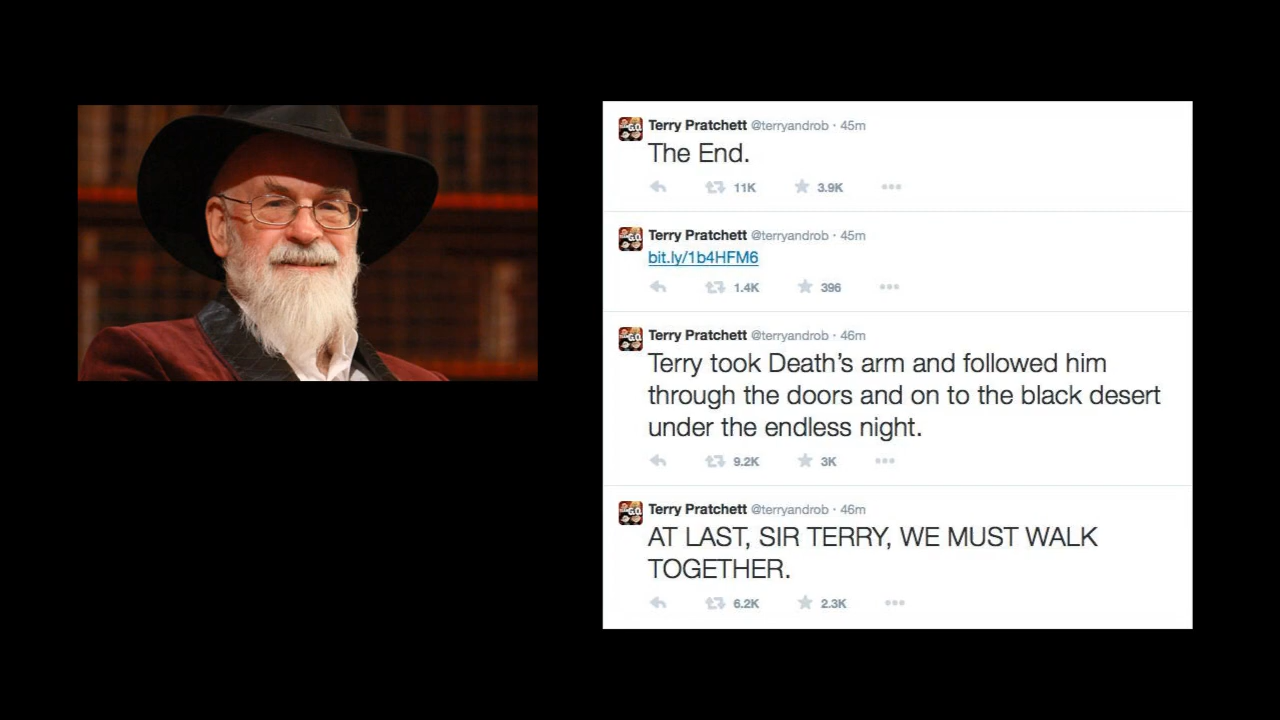 Terry Pratchett @terryandrob · 45m
The End.
11K 3.9K
Terry Pratchett @terryandrob · 45m
bit.ly/1b4HFM6
1.4K 396
Terry Pratchett @terryandrob · 46m
Terry took Death’s arm and followed him
through the doors and on to the black desert
under the endless night.
9.2K 3K
Terry Pratchett @terryandrob · 46m
AT LAST, SIR TERRY, WE MUST WALK
TOGETHER.
6.2K 2.3K